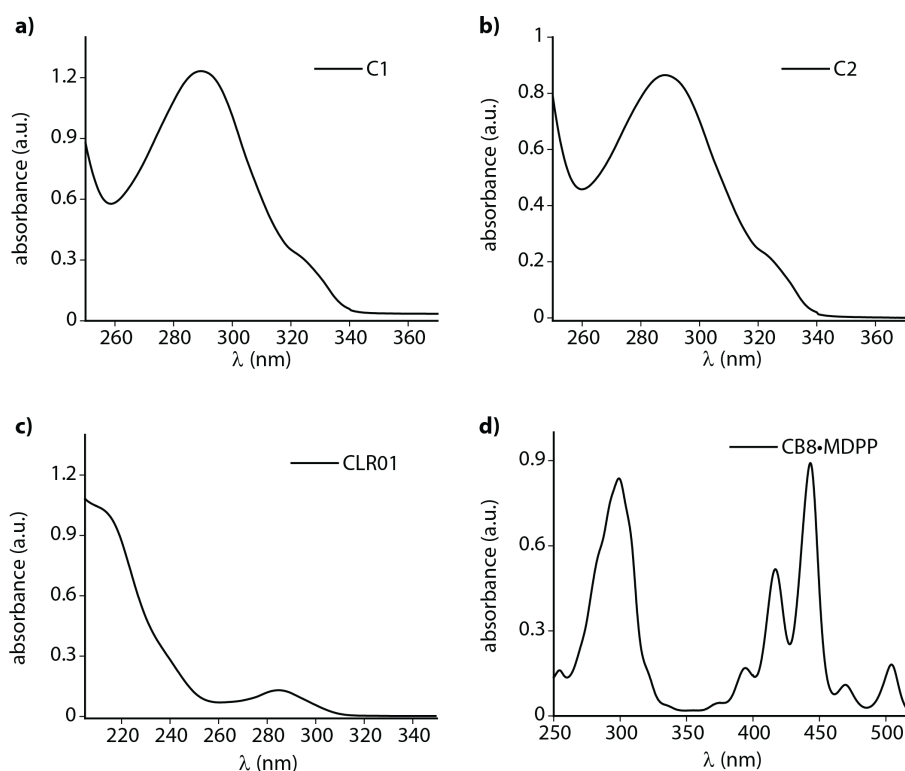 a)
C1
absorbance (a.u.)
1.2
0.9
0.6
0.3
0
260 280 300 320 340 360
λ (nm)
b)
C2
absorbance (a.u.)
1
0.8
0.6
0.4
0.2
0
260 280 300 320 340 360
λ (nm)
c)
CLR01
absorbance (a.u.)
1.2
0.9
0.6
0.3
0
220 240 260 280 300 320 340
λ (nm)
d)
CB8•MDPP
absorbance (a.u.)
0.9
0.6
0.3
0
250 300 350 400 450 500
λ (nm)